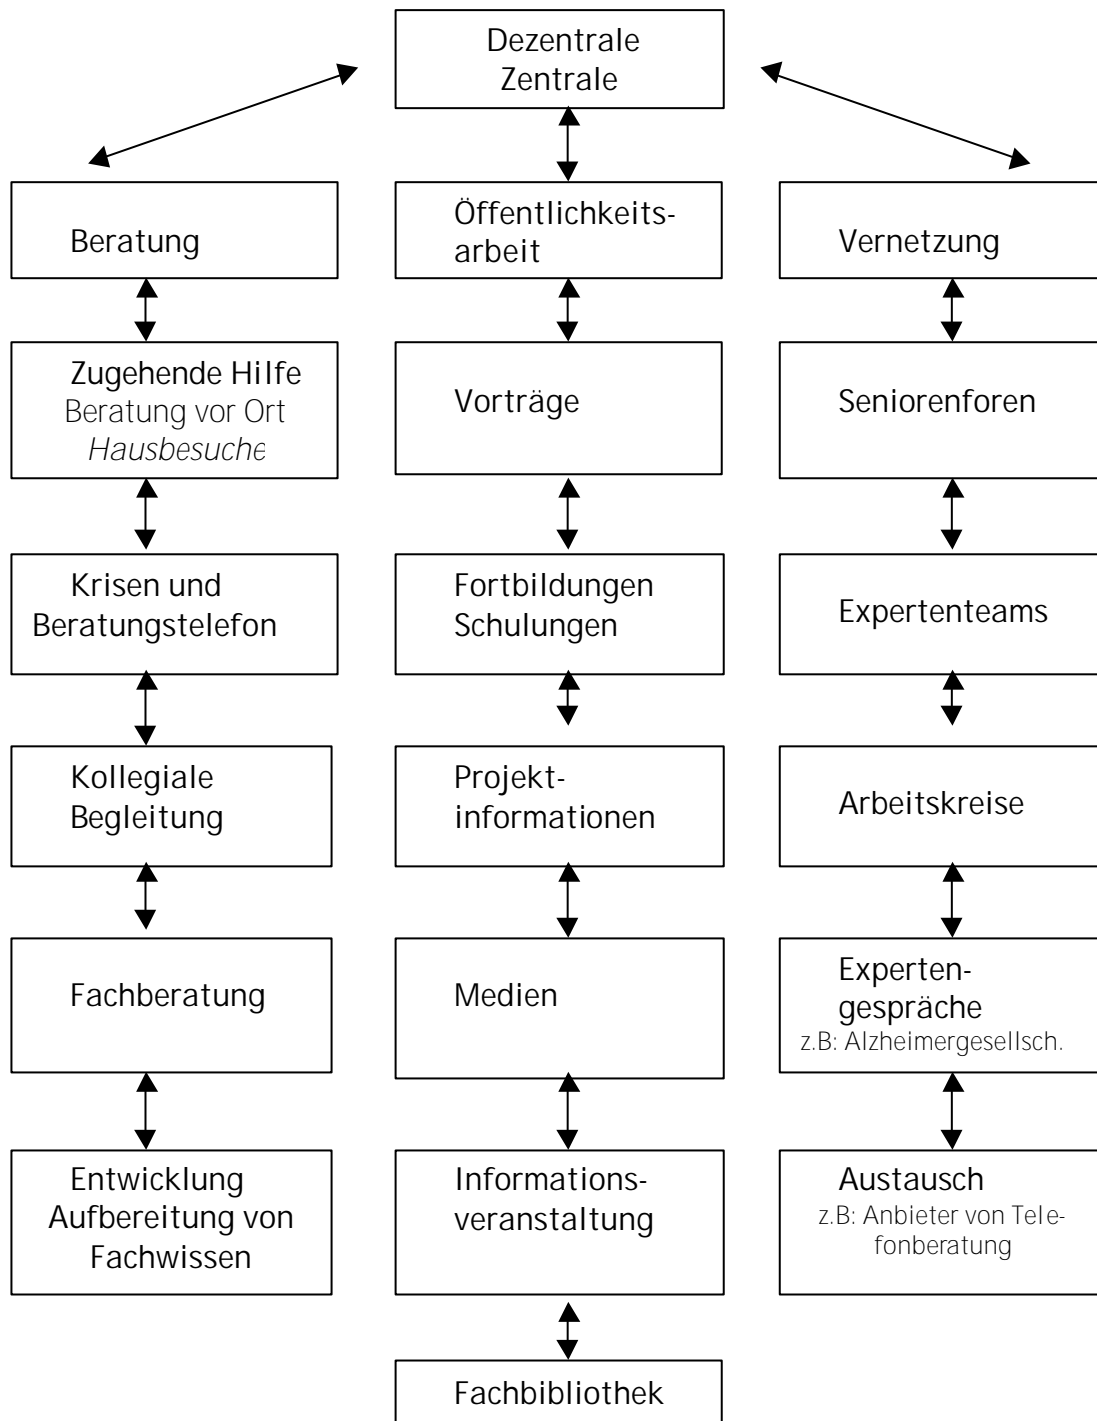 Dezentrale
Zentrale
Beratung
Öffentlichkeits-
arbeit
Vernetzung
Zugehende Hilfe
Beratung vor Ort
Hausbesuche
Vorträge
Seniorenforen
Krisen und
Beratungstelefon
Fortbildungen
Schulungen
Expertenteams
Kollegiale
Begleitung
Projekt-
informationen
Arbeitskreise
Fachberatung
Medien
Experten-
gespräche
z.B: Alzheimergesellsch.
Entwicklung
Aufbereitung von
Fachwissen
Informations-
veranstaltung
Austausch
z.B: Anbieter von Tele-
fonberatung
Fachbibliothek